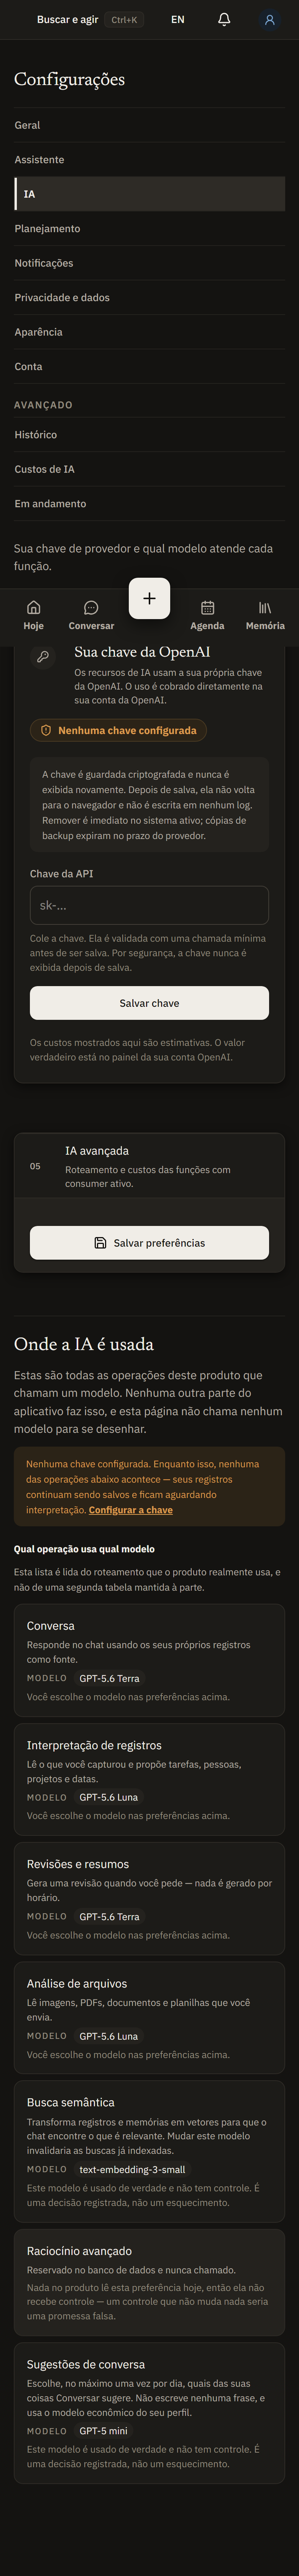 Buscar e agir Ctrl+K EN
Configurações
Geral
Assistente
IA
Planejamento
Notificações
Privacidade e dados
Aparência
Conta
AVANÇADO
Histórico
Custos de IA
Em andamento
Sua chave de provedor e qual modelo atende cada
função.
Hoje Conversar Agenda Memória
Sua chave da OpenAI
Os recursos de IA usam a sua própria chave
da OpenAI. O uso é cobrado diretamente na
sua conta da OpenAI.
Nenhuma chave configurada
A chave é guardada criptografada e nunca é
exibida novamente. Depois de salva, ela não volta
para o navegador e não é escrita em nenhum log.
Remover é imediato no sistema ativo; cópias de
backup expiram no prazo do provedor.
Chave da API
sk-...
Cole a chave. Ela é validada com uma chamada mínima
antes de ser salva. Por segurança, a chave nunca é
exibida depois de salva.
Salvar chave
Os custos mostrados aqui são estimativas. O valor
verdadeiro está no painel da sua conta OpenAI.
05
IA avançada
Roteamento e custos das funções com
consumer ativo.
Salvar preferências
Onde a IA é usada
Estas são todas as operações deste produto que
chamam um modelo. Nenhuma outra parte do
aplicativo faz isso, e esta página não chama nenhum
modelo para se desenhar.
Nenhuma chave configurada. Enquanto isso, nenhuma
das operações abaixo acontece — seus registros
continuam sendo salvos e ficam aguardando
interpretação. Configurar a chave
Qual operação usa qual modelo
Esta lista é lida do roteamento que o produto realmente usa, e
não de uma segunda tabela mantida à parte.
Conversa
Responde no chat usando os seus próprios registros
como fonte.
MODELO GPT-5.6 Terra
Você escolhe o modelo nas preferências acima.
Interpretação de registros
Lê o que você capturou e propõe tarefas, pessoas,
projetos e datas.
MODELO GPT-5.6 Luna
Você escolhe o modelo nas preferências acima.
Revisões e resumos
Gera uma revisão quando você pede — nada é gerado por
horário.
MODELO GPT-5.6 Terra
Você escolhe o modelo nas preferências acima.
Análise de arquivos
Lê imagens, PDFs, documentos e planilhas que você
envia.
MODELO GPT-5.6 Luna
Você escolhe o modelo nas preferências acima.
Busca semântica
Transforma registros e memórias em vetores para que o
chat encontre o que é relevante. Mudar este modelo
invalidaria as buscas já indexadas.
MODELO text-embedding-3-small
Este modelo é usado de verdade e não tem controle. É
uma decisão registrada, não um esquecimento.
Raciocínio avançado
Reservado no banco de dados e nunca chamado.
Nada no produto lê esta preferência hoje, então ela não
recebe controle — um controle que não muda nada seria
uma promessa falsa.
Sugestões de conversa
Escolhe, no máximo uma vez por dia, quais das suas
coisas Conversar sugere. Não escreve nenhuma frase, e
usa o modelo econômico do seu perfil.
MODELO GPT-5 mini
Este modelo é usado de verdade e não tem controle. É
uma decisão registrada, não um esquecimento.